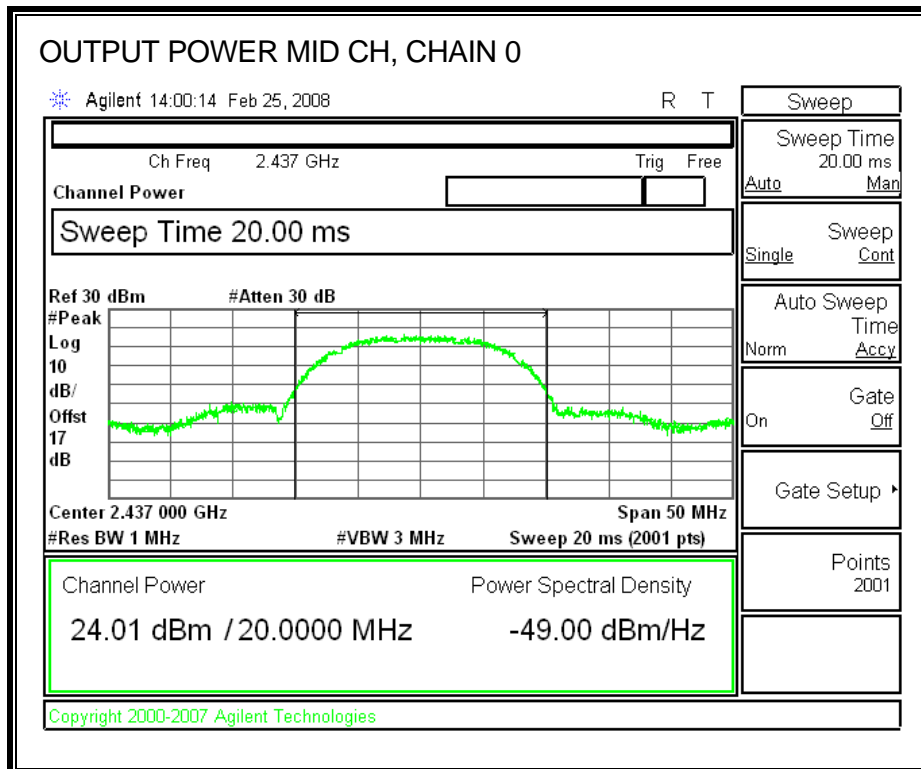 OUTPUT POWER MID CH, CHAIN 0
Agilent 14:00:14 Feb 25, 2008 R T
Ch Freq 2.437 GHz Trig Free
Channel Power
Sweep Time 20.00 ms
Ref 30 dBm #Atten 30 dB
#Peak
Log
10
dB/
Offst
17
dB
Center 2.437 000 GHz Span 50 MHz
#Res BW 1 MHz #VBW 3 MHz Sweep 20 ms (2001 pts)
Channel Power Power Spectral Density
24.01 dBm / 20.0000 MHz -49.00 dBm/Hz
Copyright 2000-2007 Agilent Technologies
Sweep
Sweep Time
20.00 ms
Auto Man
Sweep
Single Cont
Auto Sweep
Time
Norm Accy
Gate
On Off
Gate Setup
Points
2001